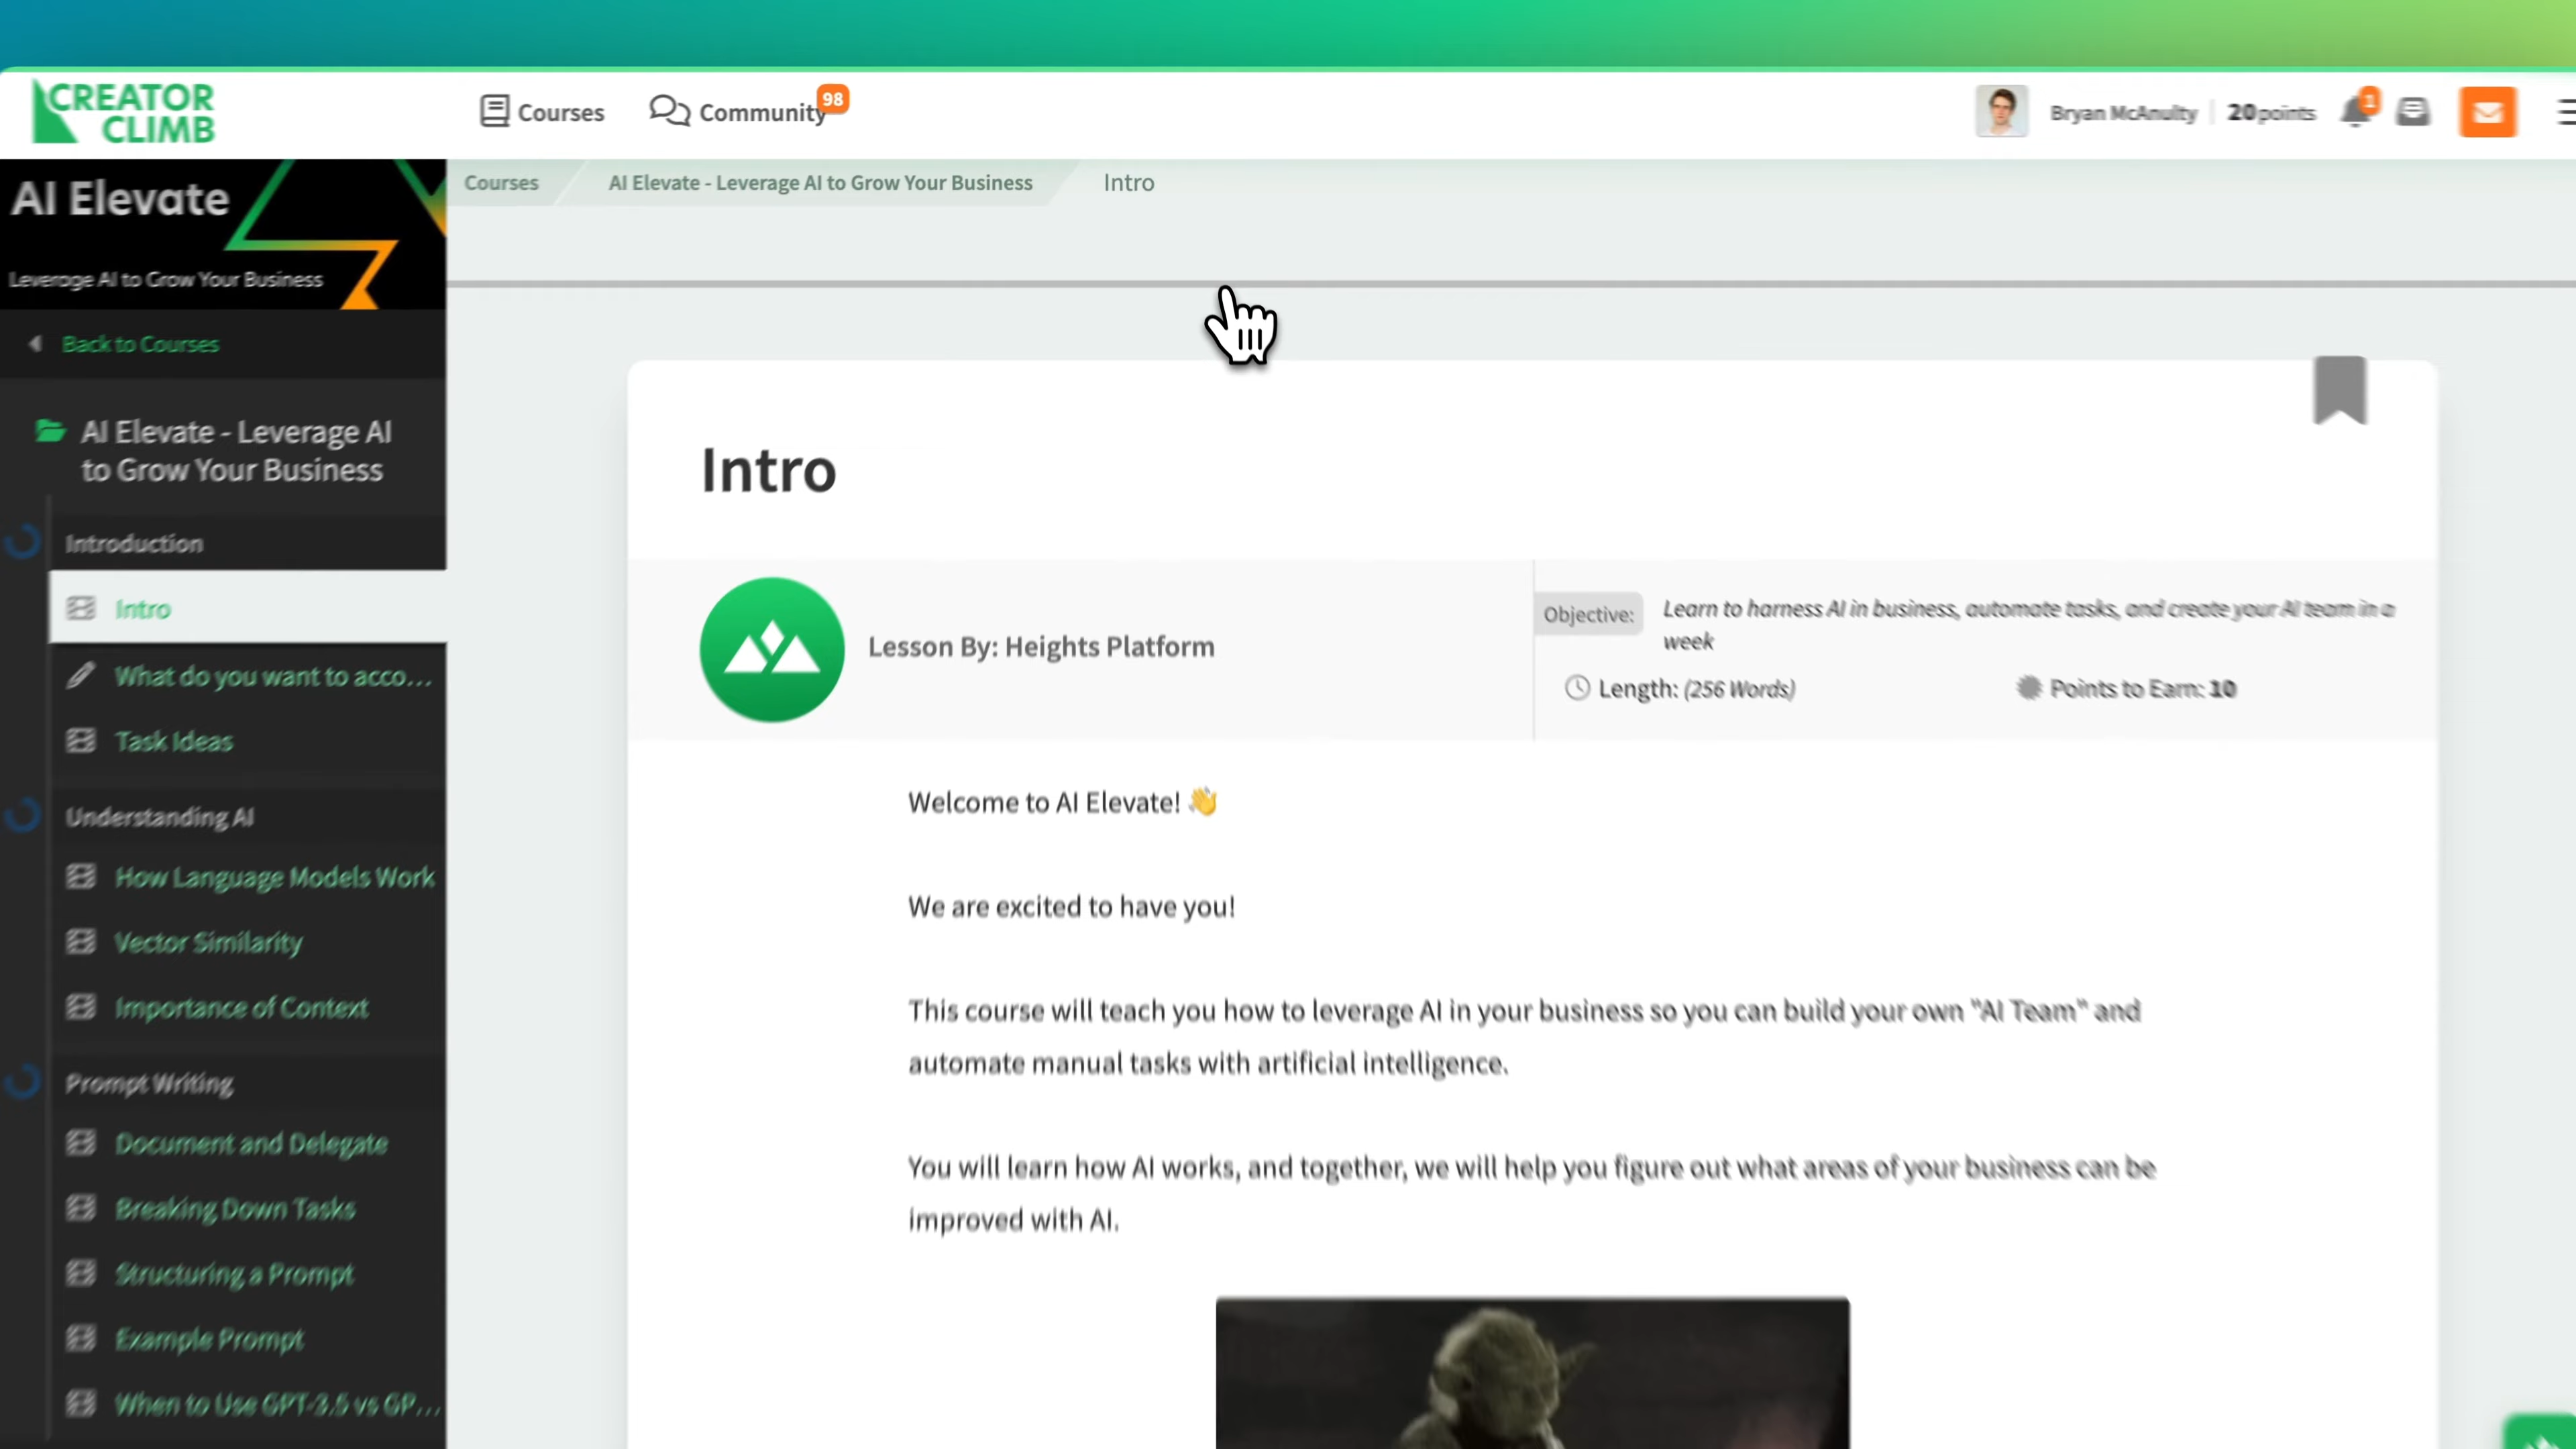 CREATOR
CLIMB
Courses
Community
98
Bryan McAnulty
20 points
1
AI Elevate
Leverage AI to Grow Your Business
Courses
AI Elevate - Leverage AI to Grow Your Business
Intro
Back to Courses
AI Elevate - Leverage AI
to Grow Your Business
Introduction
Intro
What do you want to acco...
Task Ideas
Understanding AI
How Language Models Work
Vector Similarity
Importance of Context
Prompt Writing
Document and Delegate
Breaking Down Tasks
Structuring a Prompt
Example Prompt
When to Use GPT-3.5 vs GP...
Intro
Lesson By: Heights Platform
Objective:
Learn to harness AI in business, automate tasks, and create your AI team in a
week
Length: (256 Words)
Points to Earn: 10
Welcome to AI Elevate! 👋
We are excited to have you!
This course will teach you how to leverage AI in your business so you can build your own "AI Team" and
automate manual tasks with artificial intelligence.
You will learn how AI works, and together, we will help you figure out what areas of your business can be
improved with AI.